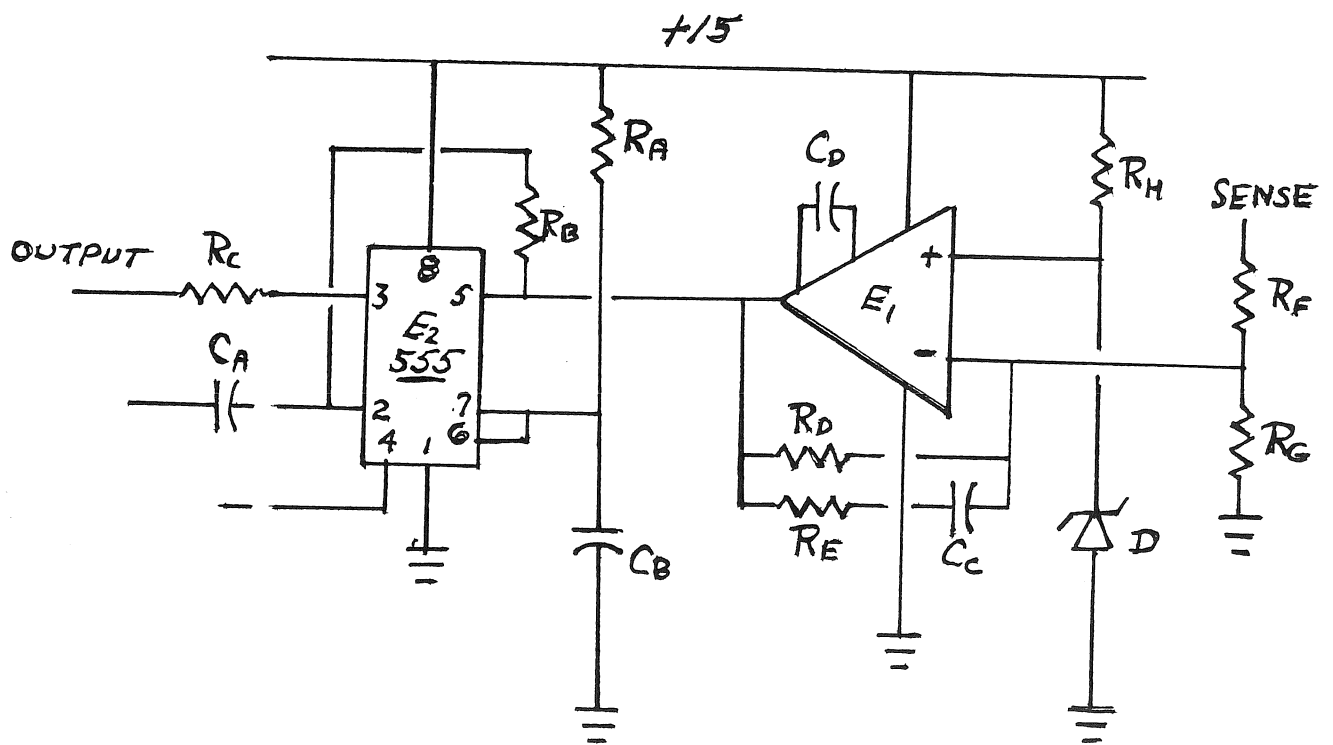 +15
RA
CD
RH
SENSE
RB
OUTPUT
RC
8
+
3
5
E1
RF
E2
555
CA
-
2
7
RD
4
1
6
RG
RE
CC
D
CB